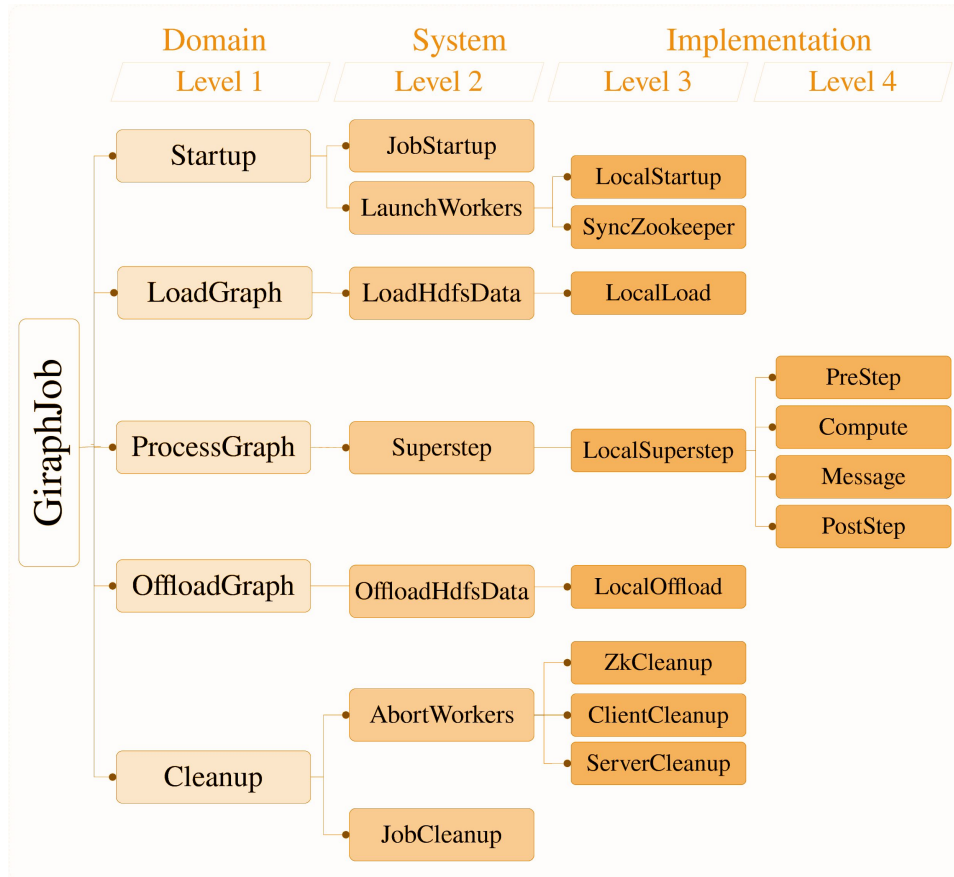 Domain System Implementation
Level 1 Level 2 Level 3 Level 4
GiraphJob
Startup
JobStartup
LaunchWorkers
LocalStartup
SyncZookeeper
LoadGraph
LoadHdfsData
LocalLoad
ProcessGraph
Superstep
LocalSuperstep
PreStep
Compute
Message
PostStep
OffloadGraph
OffloadHdfsData
LocalOffload
Cleanup
AbortWorkers
ZkCleanup
ClientCleanup
ServerCleanup
JobCleanup